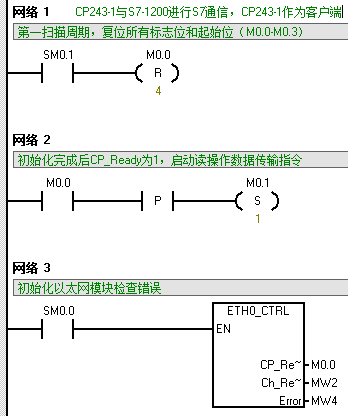 网络 1 CP243-1与S7-1200进行S7通信，CP243-1作为客户端
第一扫描周期，复位所有标志位和起始位（M0.0-M0.3）
SM0.1 M0.0
R
4
网络 2
初始化完成后CP_Ready为1，启动读操作数据传输指令
M0.0 M0.1
P S
1
网络 3
初始化以太网模块检查错误
SM0.0 ETH0_CTRL
EN
CP_Re~ M0.0
Ch_Re~ MW2
Error MW4